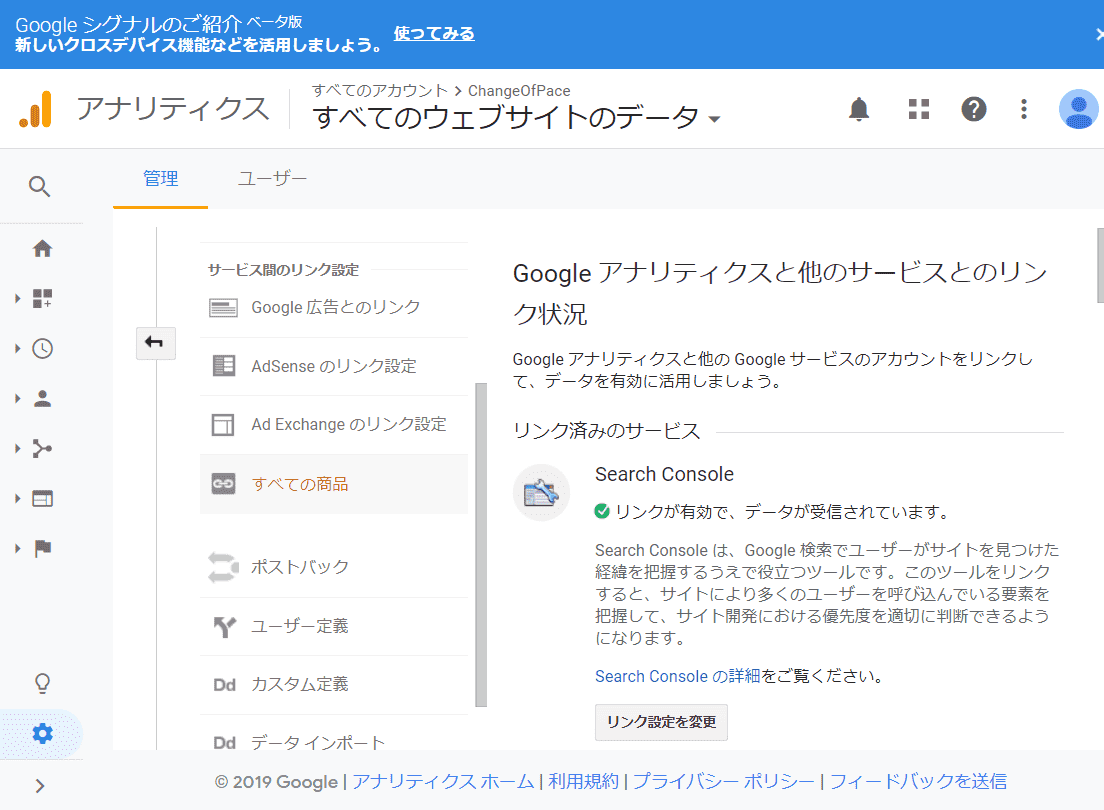 Google シグナルのご紹介 ベータ版
新しいクロスデバイス機能などを活用しましょう。 使ってみる
アナリティクス
すべてのアカウント > ChangeOfPace
すべてのウェブサイトのデータ
管理 ユーザー
サービス間のリンク設定
Google 広告とのリンク
AdSense のリンク設定
Ad Exchange のリンク設定
すべての商品
ポストバック
ユーザー定義
Dd カスタム定義
Dd データ インポート
Google アナリティクスと他のサービスとのリン
ク状況
Google アナリティクスと他の Google サービスのアカウントをリンクし
て、データを有効に活用しましょう。
リンク済みのサービス
Search Console
リンクが有効で、データが受信されています。
Search Console は、Google 検索でユーザーがサイトを見つけた
経緯を把握するうえで役立つツールです。このツールをリンク
すると、サイトにより多くのユーザーを呼び込んでいる要素を
把握して、サイト開発における優先度を適切に判断できるよう
になります。
Search Console の詳細をご覧ください。
リンク設定を変更
© 2019 Google | アナリティクス ホーム | 利用規約 | プライバシー ポリシー | フィードバックを送信